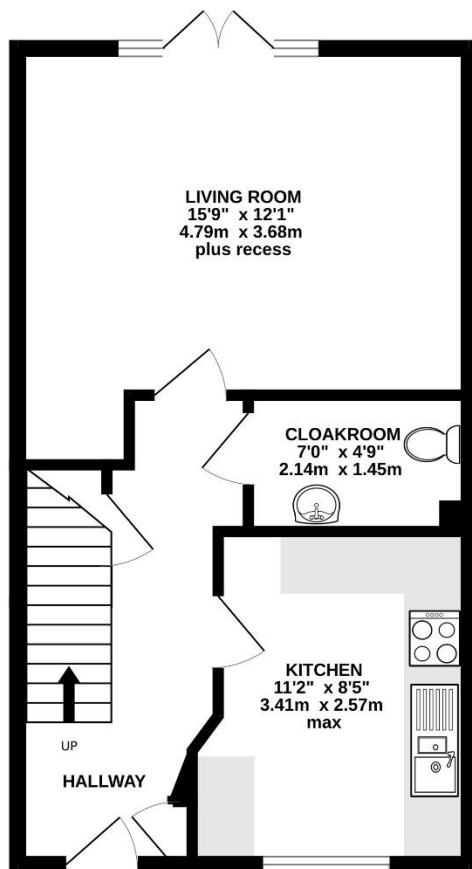 LIVING ROOM
15'9" x 12'1"
4.79m x 3.68m
plus recess
CLOAKROOM
7'0" x 4'9"
2.14m x 1.45m
KITCHEN
11'2" x 8'5"
3.41m x 2.57m
max
UP
HALLWAY